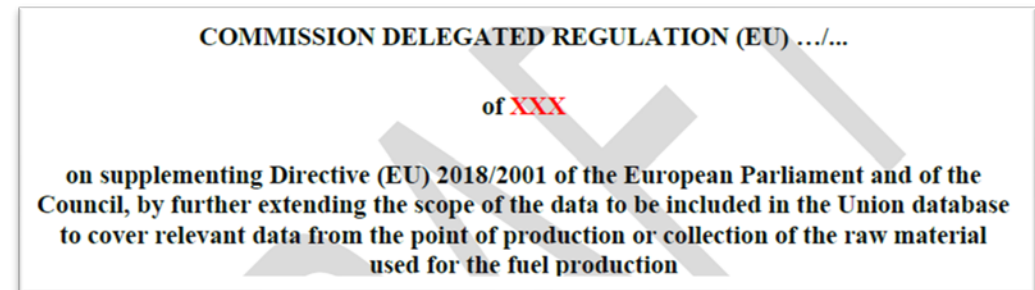 COMMISSION DELEGATED REGULATION (EU) …/...
of XXX
on supplementing Directive (EU) 2018/2001 of the European Parliament and of the
Council, by further extending the scope of the data to be included in the Union database
to cover relevant data from the point of production or collection of the raw material
used for the fuel production